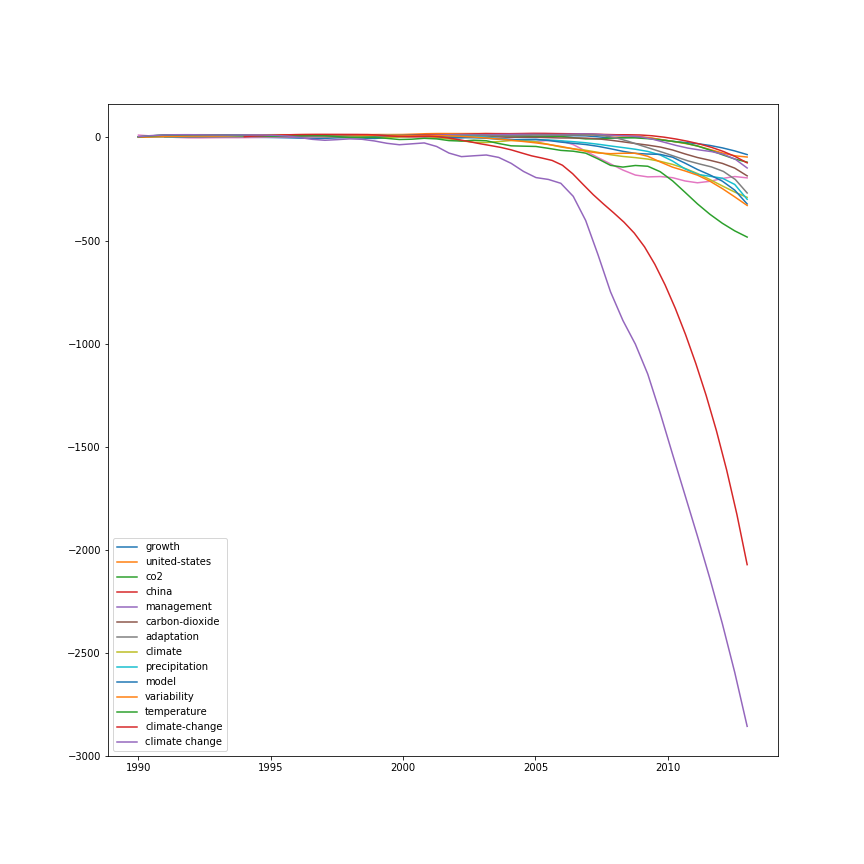 0
−500
−1000
−1500
−2000
−2500
−3000
growth
united-states
co2
china
management
carbon-dioxide
adaptation
climate
precipitation
model
variability
temperature
climate-change
climate change
1990 1995 2000 2005 2010